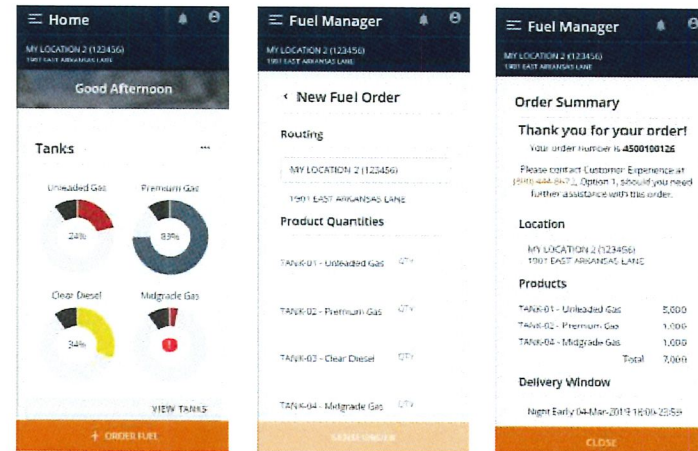 Home
MY LOCATION 2 (123456)
1901 EAST ARKANSAS LANE
Good Afternoon
Tanks
Unleaded Gas
Premium Gas
24%
83%
Clear Diesel
Midgrade Gas
34%
VIEW TANKS
+ ORDER FUEL
Fuel Manager
MY LOCATION 2 (123456)
1901 EAST ARKANSAS LANE
‹ New Fuel Order
Routing
MY LOCATION 2 (123456)
1901 EAST ARKANSAS LANE
Product Quantities
TANK-01 - Unleaded Gas QTY
TANK-02 - Premium Gas QTY
TANK-03 - Clear Diesel QTY
TANK-04 - Midgrade Gas QTY
Fuel Manager
MY LOCATION 2 (123456)
1901 EAST ARKANSAS LANE
Order Summary
Thank you for your order!
Your order number is 4500100126
Please contact Customer Experience at
Option 1, should you need
further assistance with this order.
Location
MY LOCATION 2 (123456)
1901 EAST ARKANSAS LANE
Products
TANK-01 - Unleaded Gas 5,000
TANK-02 - Premium Gas 1,000
TANK-04 - Midgrade Gas 1,000
Total 7,000
Delivery Window
Night Early 04-Mar-2019 18:00-23:59
CLOSE